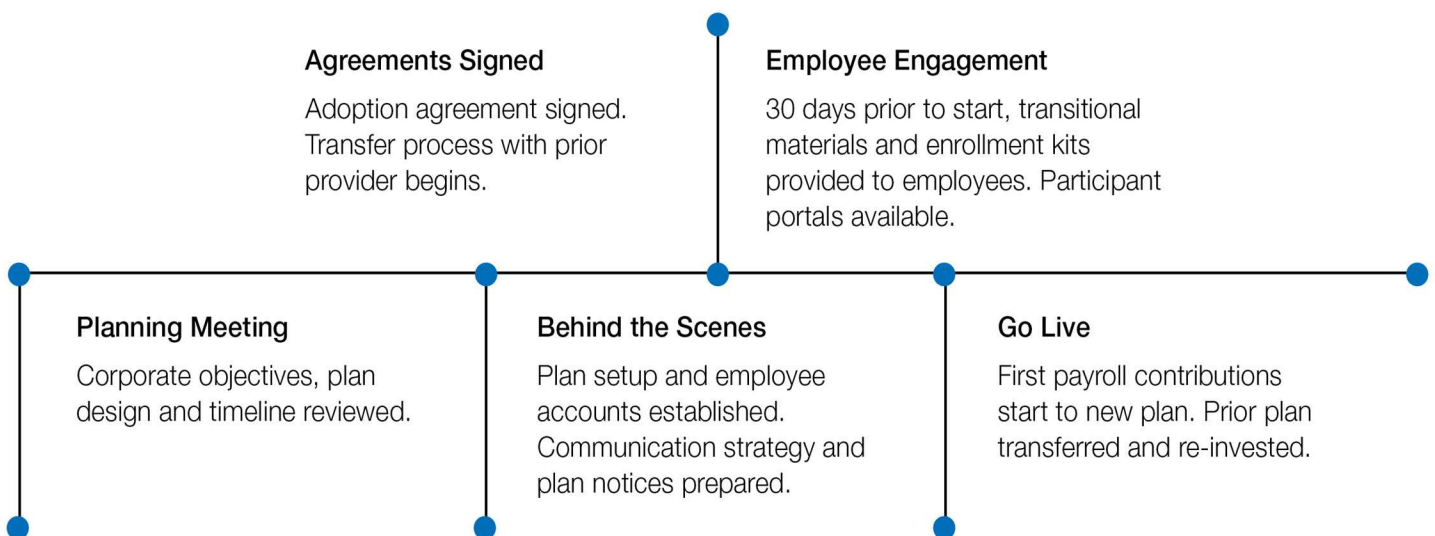 Agreements Signed
Adoption agreement signed.
Transfer process with prior
provider begins.
Employee Engagement
30 days prior to start, transitional
materials and enrollment kits
provided to employees. Participant
portals available.
Planning Meeting
Corporate objectives, plan
design and timeline reviewed.
Behind the Scenes
Plan setup and employee
accounts established.
Communication strategy and
plan notices prepared.
Go Live
First payroll contributions
start to new plan. Prior plan
transferred and re-invested.